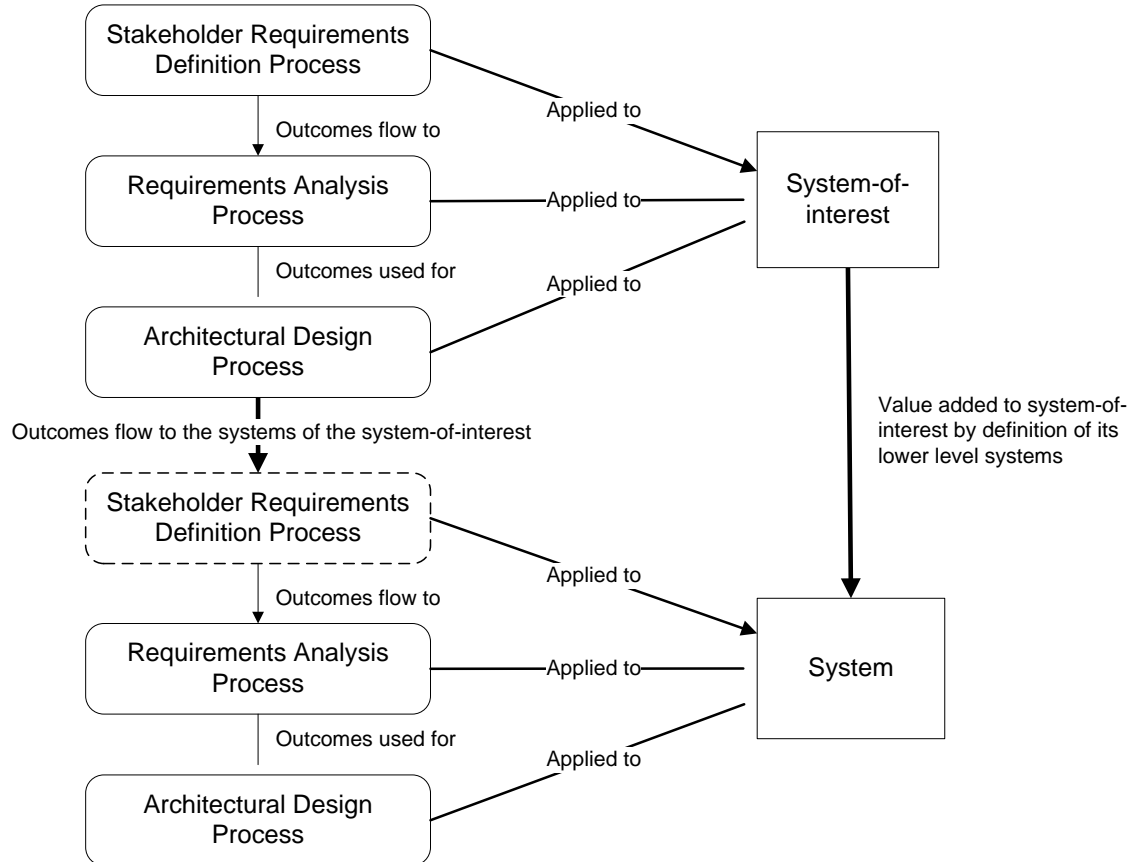 Stakeholder Requirements
Definition Process
Applied to
Outcomes flow to
Requirements Analysis
Process
Applied to
System-of-
interest
Outcomes used for
Applied to
Architectural Design
Process
Outcomes flow to the systems of the system-of-interest
Value added to system-of-
interest by definition of its
lower level systems
Stakeholder Requirements
Definition Process
Applied to
Outcomes flow to
Requirements Analysis
Process
Applied to
System
Outcomes used for
Applied to
Architectural Design
Process